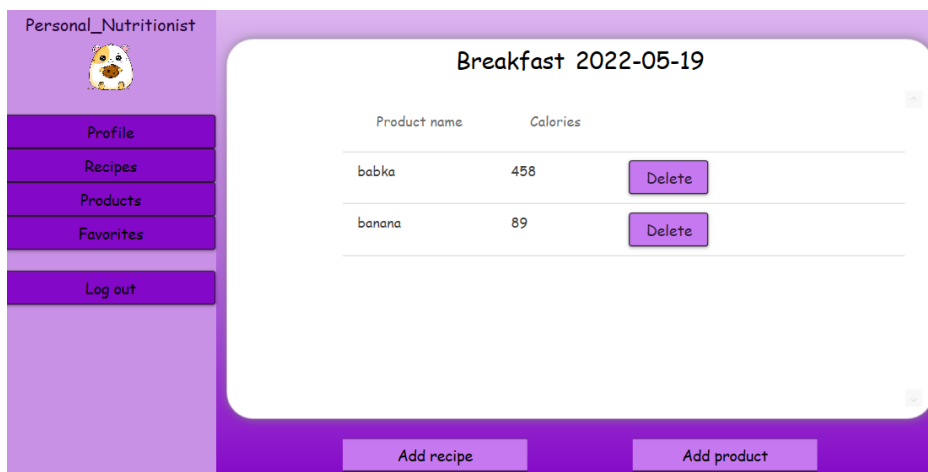 Personal_Nutritionist
Profile
Recipes
Products
Favorites
Log out
Breakfast 2022-05-19
Product name Calories
babka 458 Delete
banana 89 Delete
Add recipe Add product